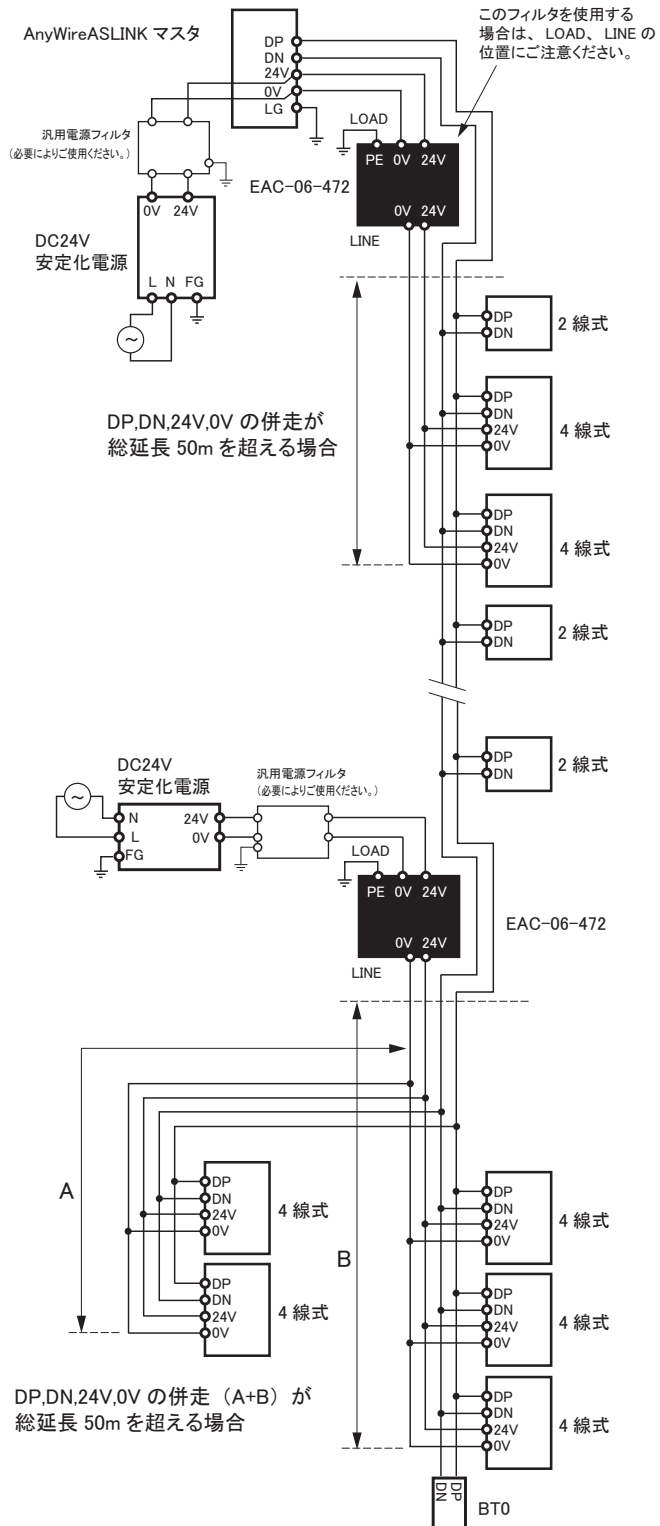 AnyWireASLINK マスタ
DP
DN
24V
0V
LG
このフィルタを使用する
場合は、LOAD、LINE の
位置にご注意ください。
汎用電源フィルタ
(必要によりご使用ください。)
LOAD
PE 0V 24V
EAC-06-472
0V 24V
LINE
0V 24V
DC24V
安定化電源
L N FG
~
DP
DN
2 線式
DP,DN,24V,0V の併走が
総延長 50m を超える場合
DP
DN
24V
0V
4 線式
DP
DN
24V
0V
4 線式
DP
DN
2 線式
DP
DN
2 線式
DC24V
安定化電源
汎用電源フィルタ
(必要によりご使用ください。)
~
N 24V
L 0V
FG
LOAD
PE 0V 24V
EAC-06-472
0V 24V
LINE
A
B
DP
DN
24V
0V
4 線式
DP
DN
24V
0V
4 線式
DP
DN
24V
0V
4 線式
DP
DN
24V
0V
4 線式
DP
DN
24V
0V
4 線式
DP,DN,24V,0V の併走(A+B)が
総延長 50m を超える場合
DP
DN
BT0